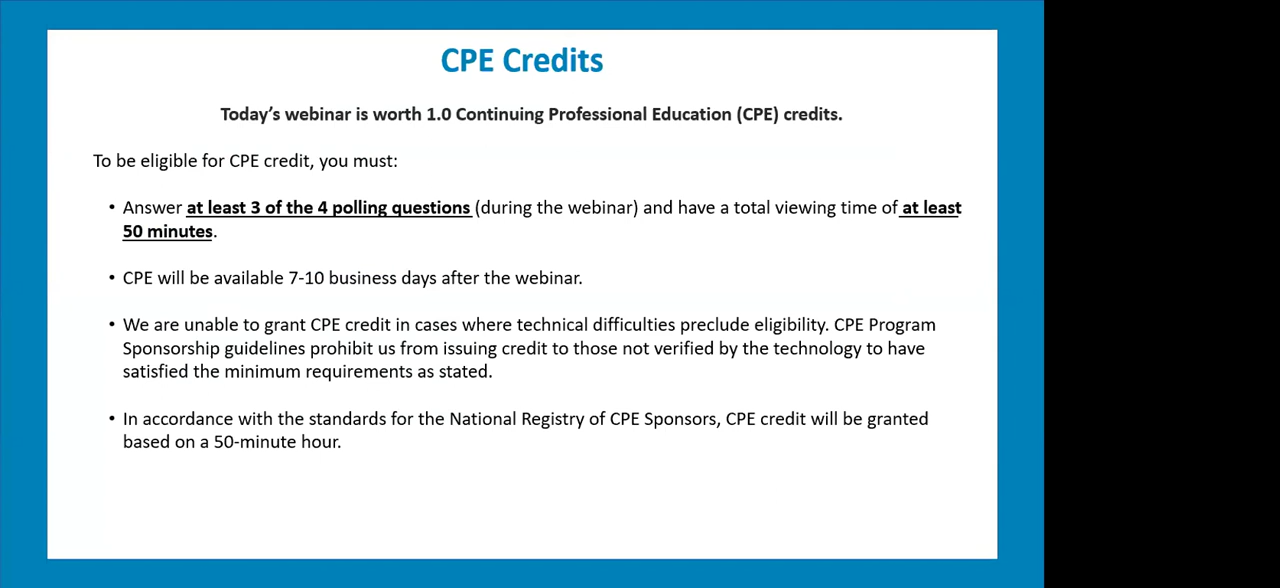 CPE Credits
Today's webinar is worth 1.0 Continuing Professional Education (CPE) credits.
To be eligible for CPE credit, you must:
• Answer at least 3 of the 4 polling questions (during the webinar) and have a total viewing time of at least
50 minutes.
• CPE will be available 7-10 business days after the webinar.
• We are unable to grant CPE credit in cases where technical difficulties preclude eligibility. CPE Program
Sponsorship guidelines prohibit us from issuing credit to those not verified by the technology to have
satisfied the minimum requirements as stated.
• In accordance with the standards for the National Registry of CPE Sponsors, CPE credit will be granted
based on a 50-minute hour.